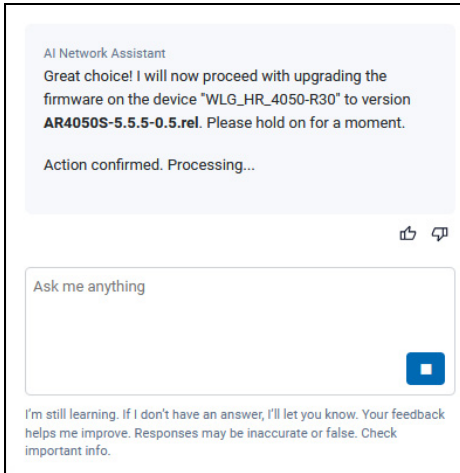 AI Network Assistant
Great choice! I will now proceed with upgrading the
firmware on the device "WLG_HR_4050-R30" to version
AR4050S-5.5.5-0.5.rel. Please hold on for a moment.
Action confirmed. Processing...
Ask me anything
I'm still learning. If I don't have an answer, I'll let you know. Your feedback
helps me improve. Responses may be inaccurate or false. Check
important info.